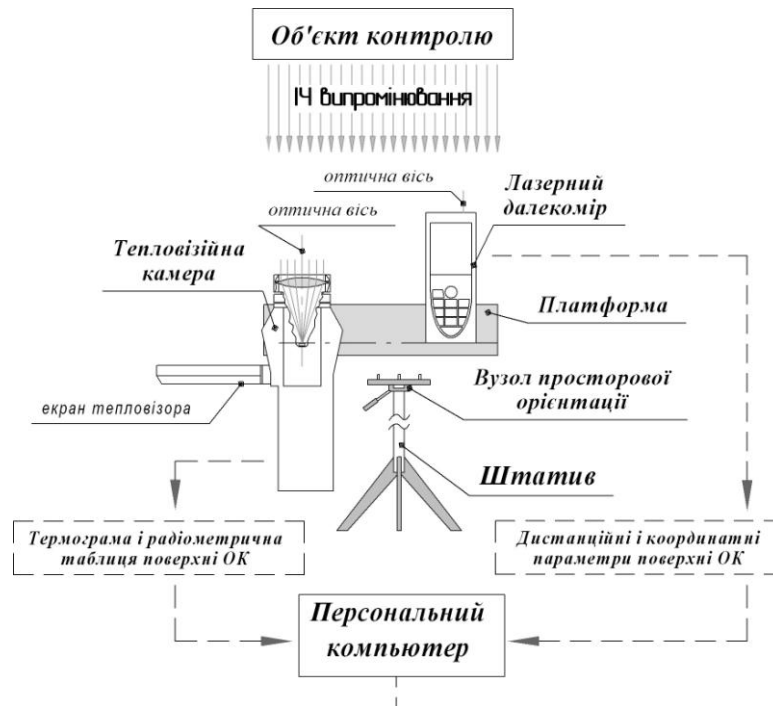 Об'єкт контролю
ІЧ випромінювання
оптична вісь
оптична вісь
Лазерний
далекомір
Тепловізійна
камера
Платформа
Вузол просторової
орієнтації
екран тепловізора
Штатив
Термограма і радіометрична
таблиця поверхні ОК
Дистанційні і координатні
параметри поверхні ОК
Персональний
комп'ютер